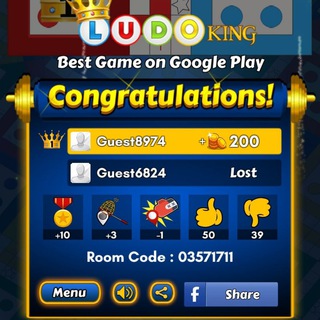 LUDO KING
Best Game on Google Play
Congratulations!
Guest8974 + 200
Guest6824 Lost
+10 +3 -1 50 39
Room Code : 03571711
Menu f Share